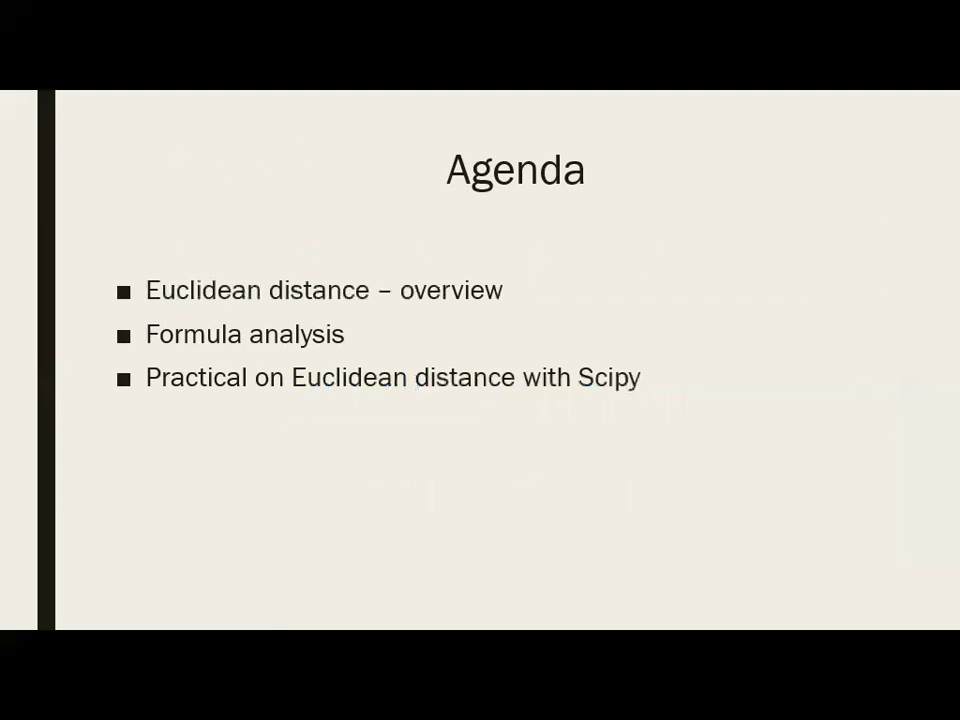 Agenda
■ Euclidean distance – overview
■ Formula analysis
■ Practical on Euclidean distance with Scipy